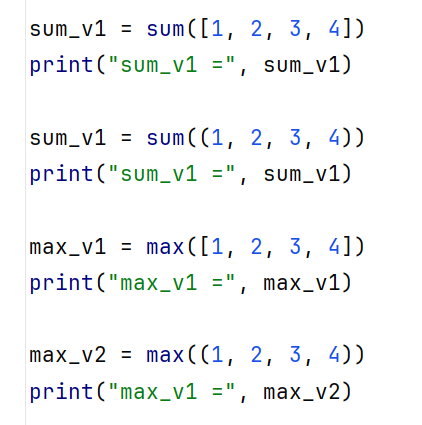 sum_v1 = sum([1, 2, 3, 4])
print("sum_v1 =", sum_v1)
sum_v1 = sum((1, 2, 3, 4))
print("sum_v1 =", sum_v1)
max_v1 = max([1, 2, 3, 4])
print("max_v1 =", max_v1)
max_v2 = max((1, 2, 3, 4))
print("max_v1 =", max_v2)